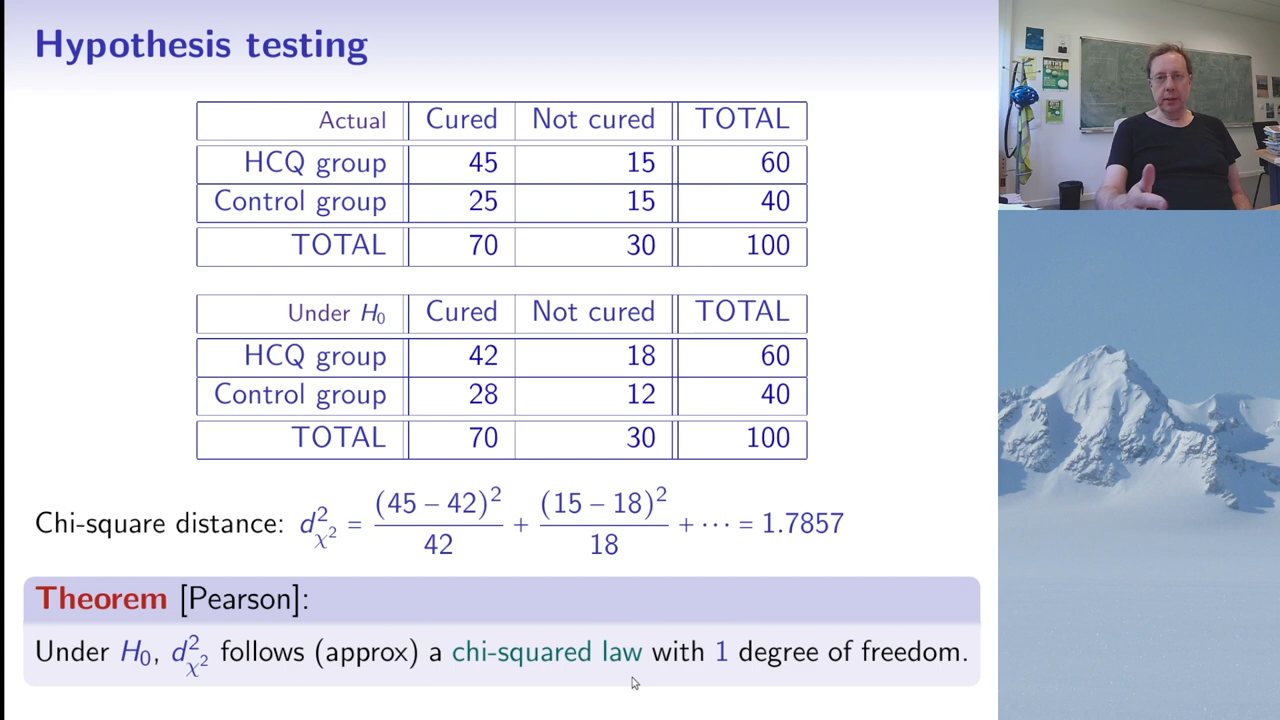 Hypothesis testing
Actual Cured Not cured TOTAL
HCQ group 45 15 60
Control group 25 15 40
TOTAL 70 30 100
Under H₀ Cured Not cured TOTAL
HCQ group 42 18 60
Control group 28 12 40
TOTAL 70 30 100
Chi-square distance: d²_χ² = (45 – 42)²/42 + (15 – 18)²/18 + ⋯ = 1.7857
Theorem [Pearson]:
Under H₀, d²_χ² follows (approx) a chi-squared law with 1 degree of freedom.